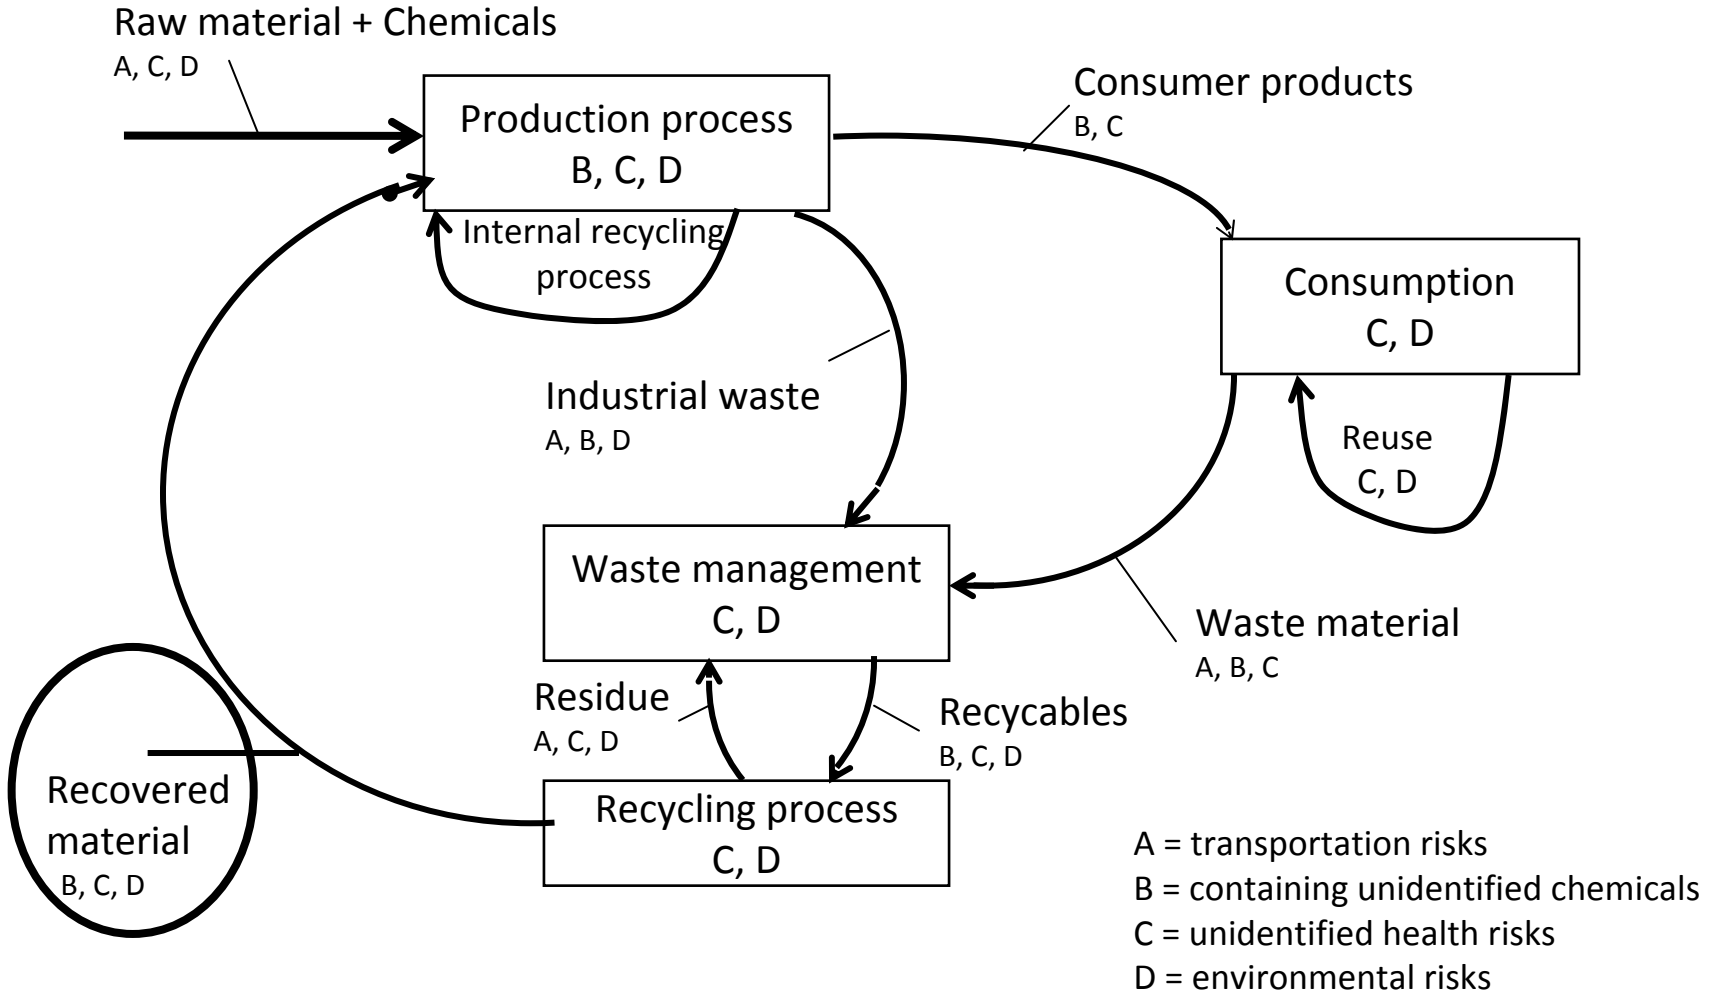 Raw material + Chemicals
A, C, D
Production process
B, C, D
Consumer products
B, C
Internal recycling
process
Consumption
C, D
Industrial waste
A, B, D
Reuse
C, D
Waste management
C, D
Waste material
A, B, C
Residue
A, C, D
Recycables
B, C, D
Recovered
material
B, C, D
Recycling process
C, D
A = transportation risks
B = containing unidentified chemicals
C = unidentified health risks
D = environmental risks